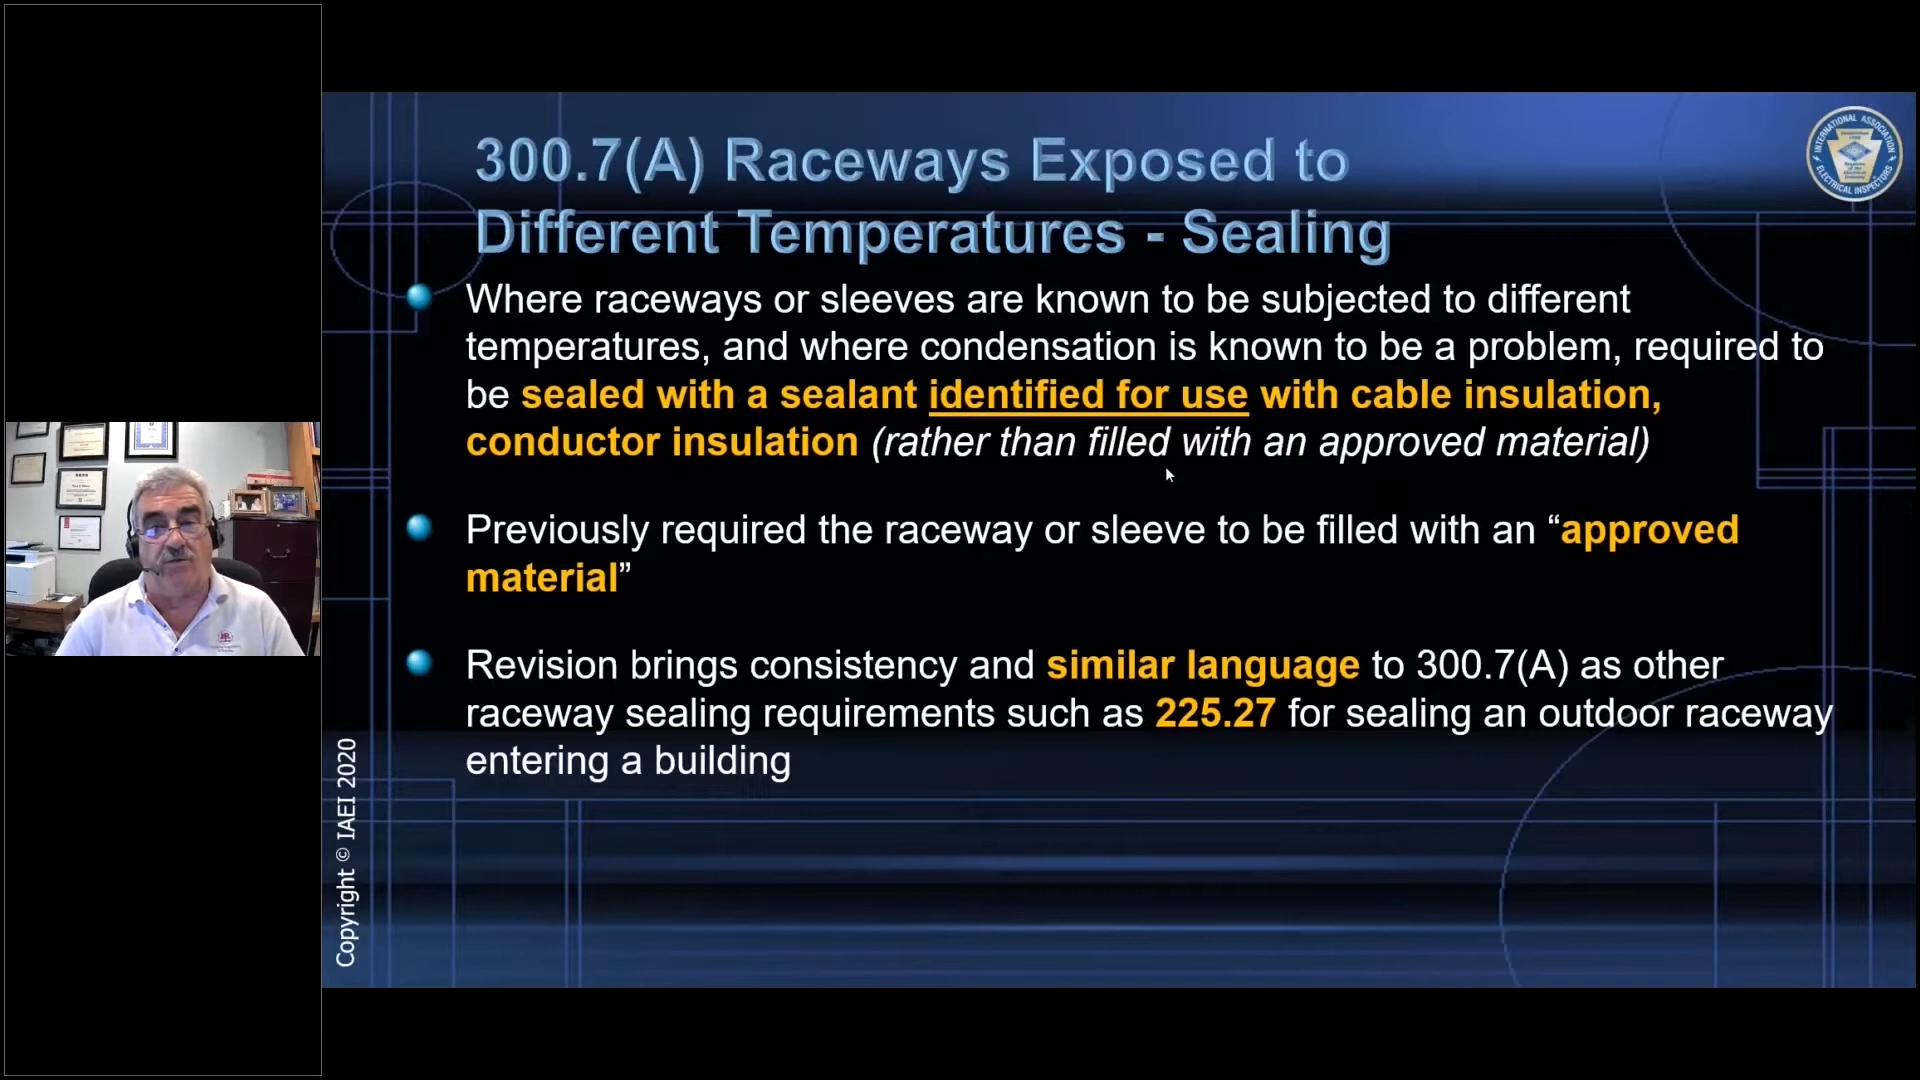 300.7(A) Raceways Exposed to
Different Temperatures - Sealing
Where raceways or sleeves are known to be subjected to different
temperatures, and where condensation is known to be a problem, required to
be sealed with a sealant identified for use with cable insulation,
conductor insulation (rather than filled with an approved material)
Previously required the raceway or sleeve to be filled with an “approved
material”
Revision brings consistency and similar language to 300.7(A) as other
raceway sealing requirements such as 225.27 for sealing an outdoor raceway
entering a building
Copyright © IAEI 2020
INTERNATIONAL ASSOCIATION
ELECTRICAL INSPECTORS